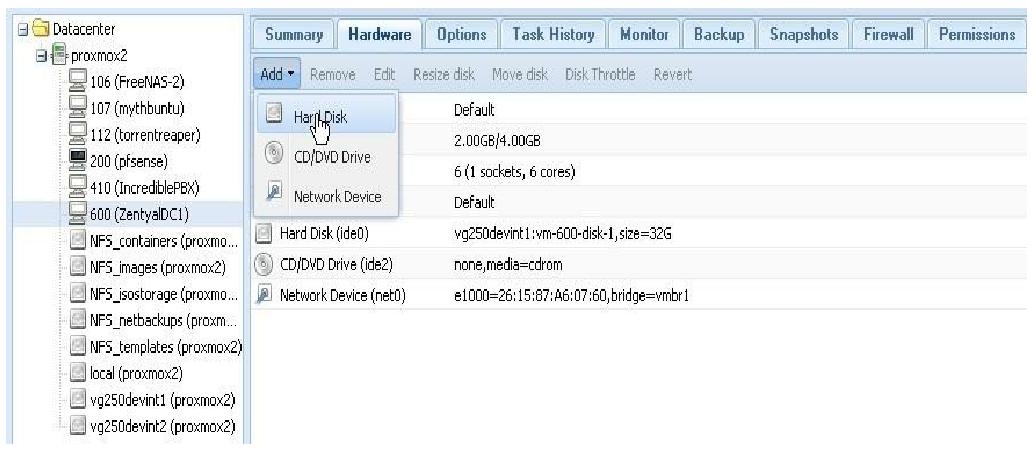 Datacenter
proxmox2
106 (FreeNAS-2)
107 (mythbuntu)
112 (torrentreaper)
200 (pfsense)
410 (IncrediblePBX)
600 (ZentyalDC1)
NFS_containers (proxmo...
NFS_images (proxmox2)
NFS_isostorage (proxmo...
NFS_netbackups (proxm...
NFS_templates (proxmox2)
local (proxmox2)
vg250devint1 (proxmox2)
vg250devint2 (proxmox2)
Summary Hardware Options Task History Monitor Backup Snapshots Firewall Permissions
Add Remove Edit Resize disk Move disk Disk Throttle Revert
Hard Disk
CD/DVD Drive
Network Device
Default
2.00GB/4.00GB
6 (1 sockets, 6 cores)
Default
Hard Disk (ide0) vg250devint1:vm-600-disk-1,size=32G
CD/DVD Drive (ide2) none,media=cdrom
Network Device (net0) e1000=26:15:87:A6:07:60,bridge=vmbr1